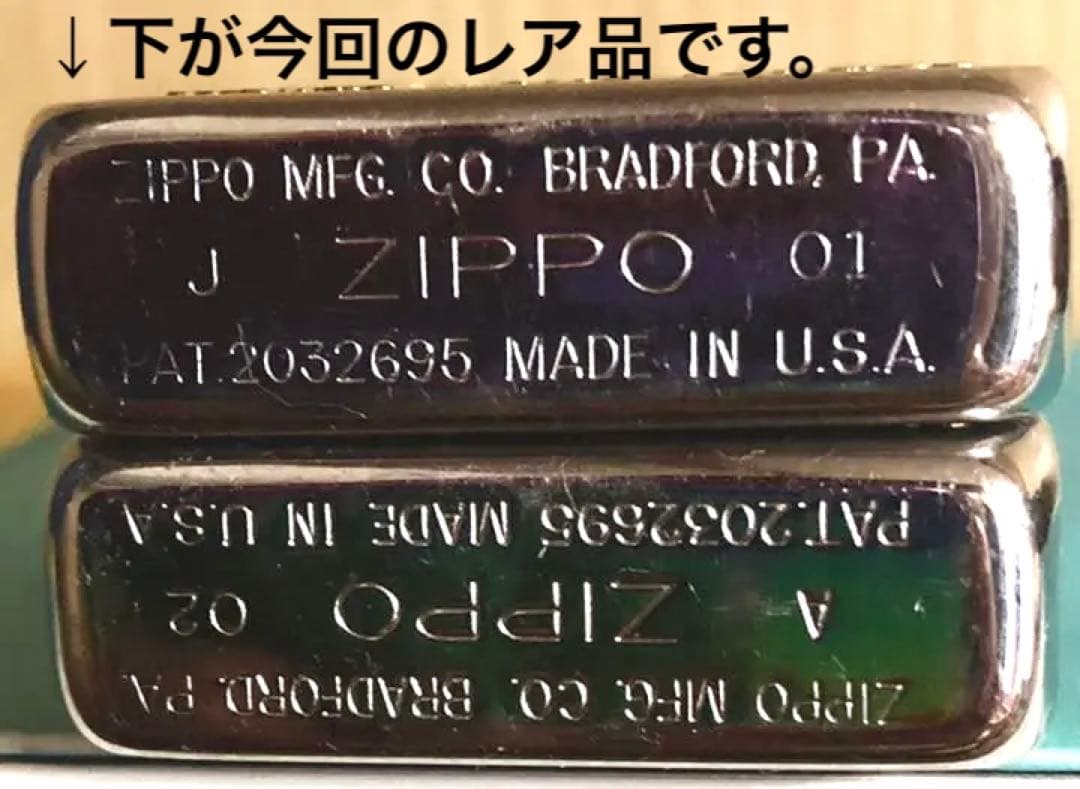 ↓下が今回のレア品です。
ZIPPO MFG. CO. BRADFORD, PA.
J ZIPPO 01
PAT.2032695 MADE IN U.S.A.
ZIPPO MFG. CO. BRADFORD. PA.
A ZIPPO 02
PAT.2032695 MADE IN U.S.A